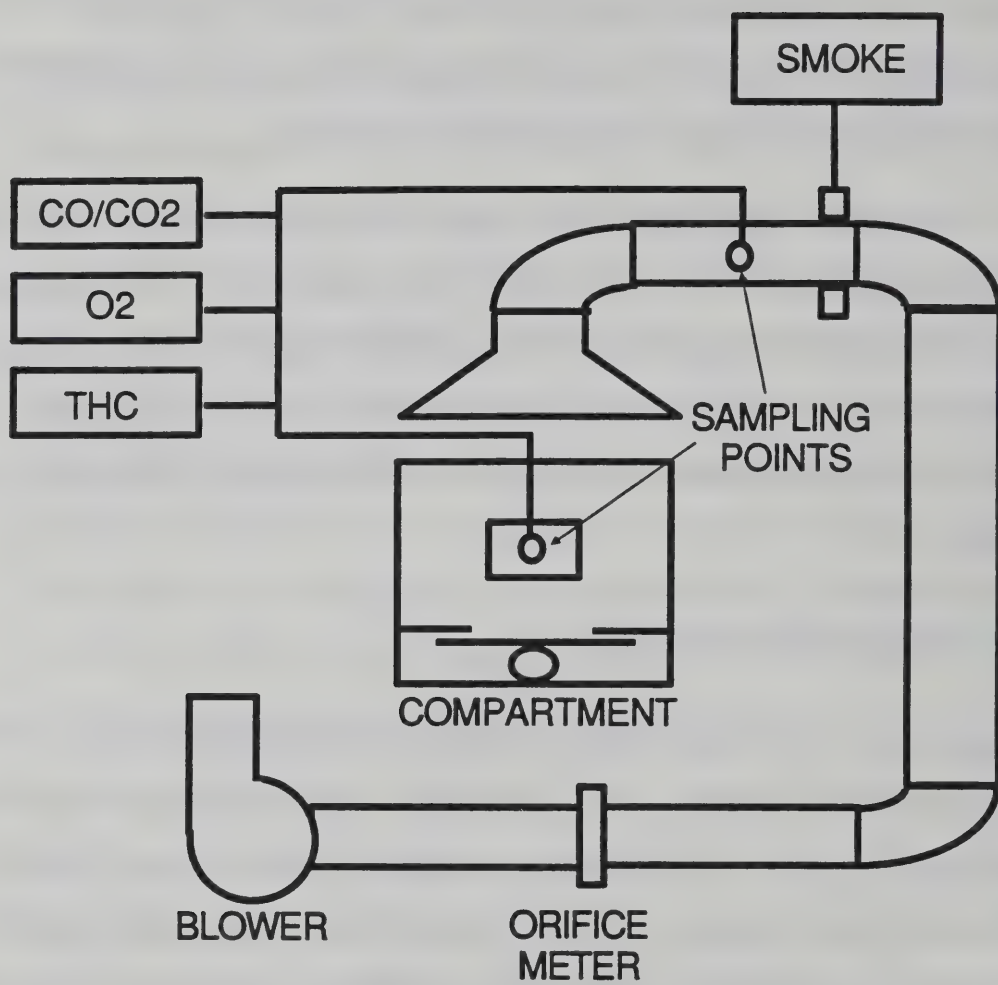 SMOKE
CO/CO2
O2
THC
SAMPLING
POINTS
COMPARTMENT
BLOWER
ORIFICE
METER